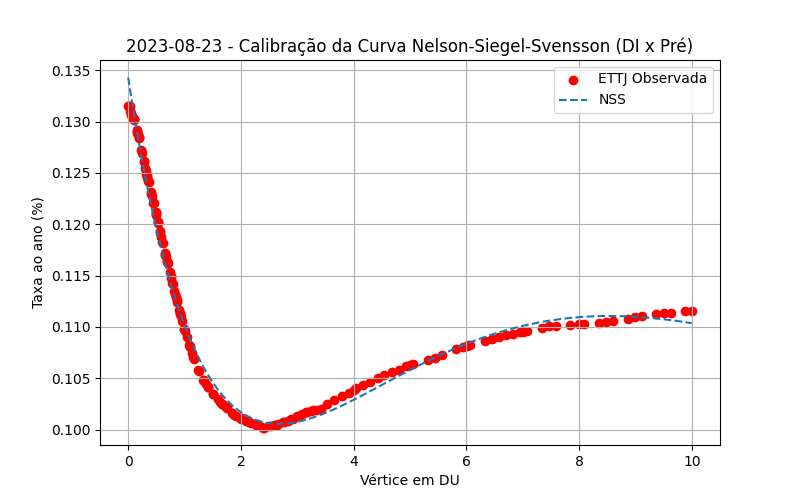 2023-08-23 - Calibração da Curva Nelson-Siegel-Svensson (DI x Pré)
ETTJ Observada
NSS
Taxa ao ano (%)
0.135
0.130
0.125
0.120
0.115
0.110
0.105
0.100
0 2 4 6 8 10
Vértice em DU